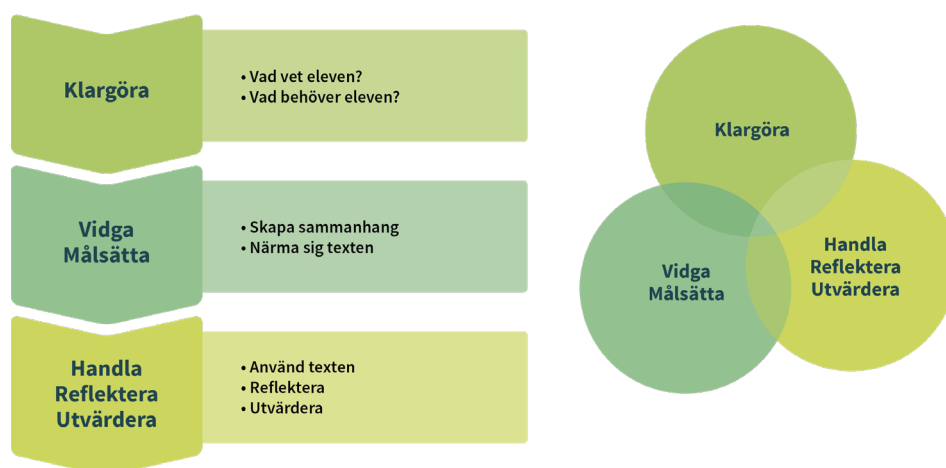 Klargöra
• Vad vet eleven?
• Vad behöver eleven?
Vidga
Målsätta
• Skapa sammanhang
• Närma sig texten
Handla
Reflektera
Utvärdera
• Använd texten
• Reflektera
• Utvärdera
Klargöra
Vidga
Målsätta
Handla
Reflektera
Utvärdera